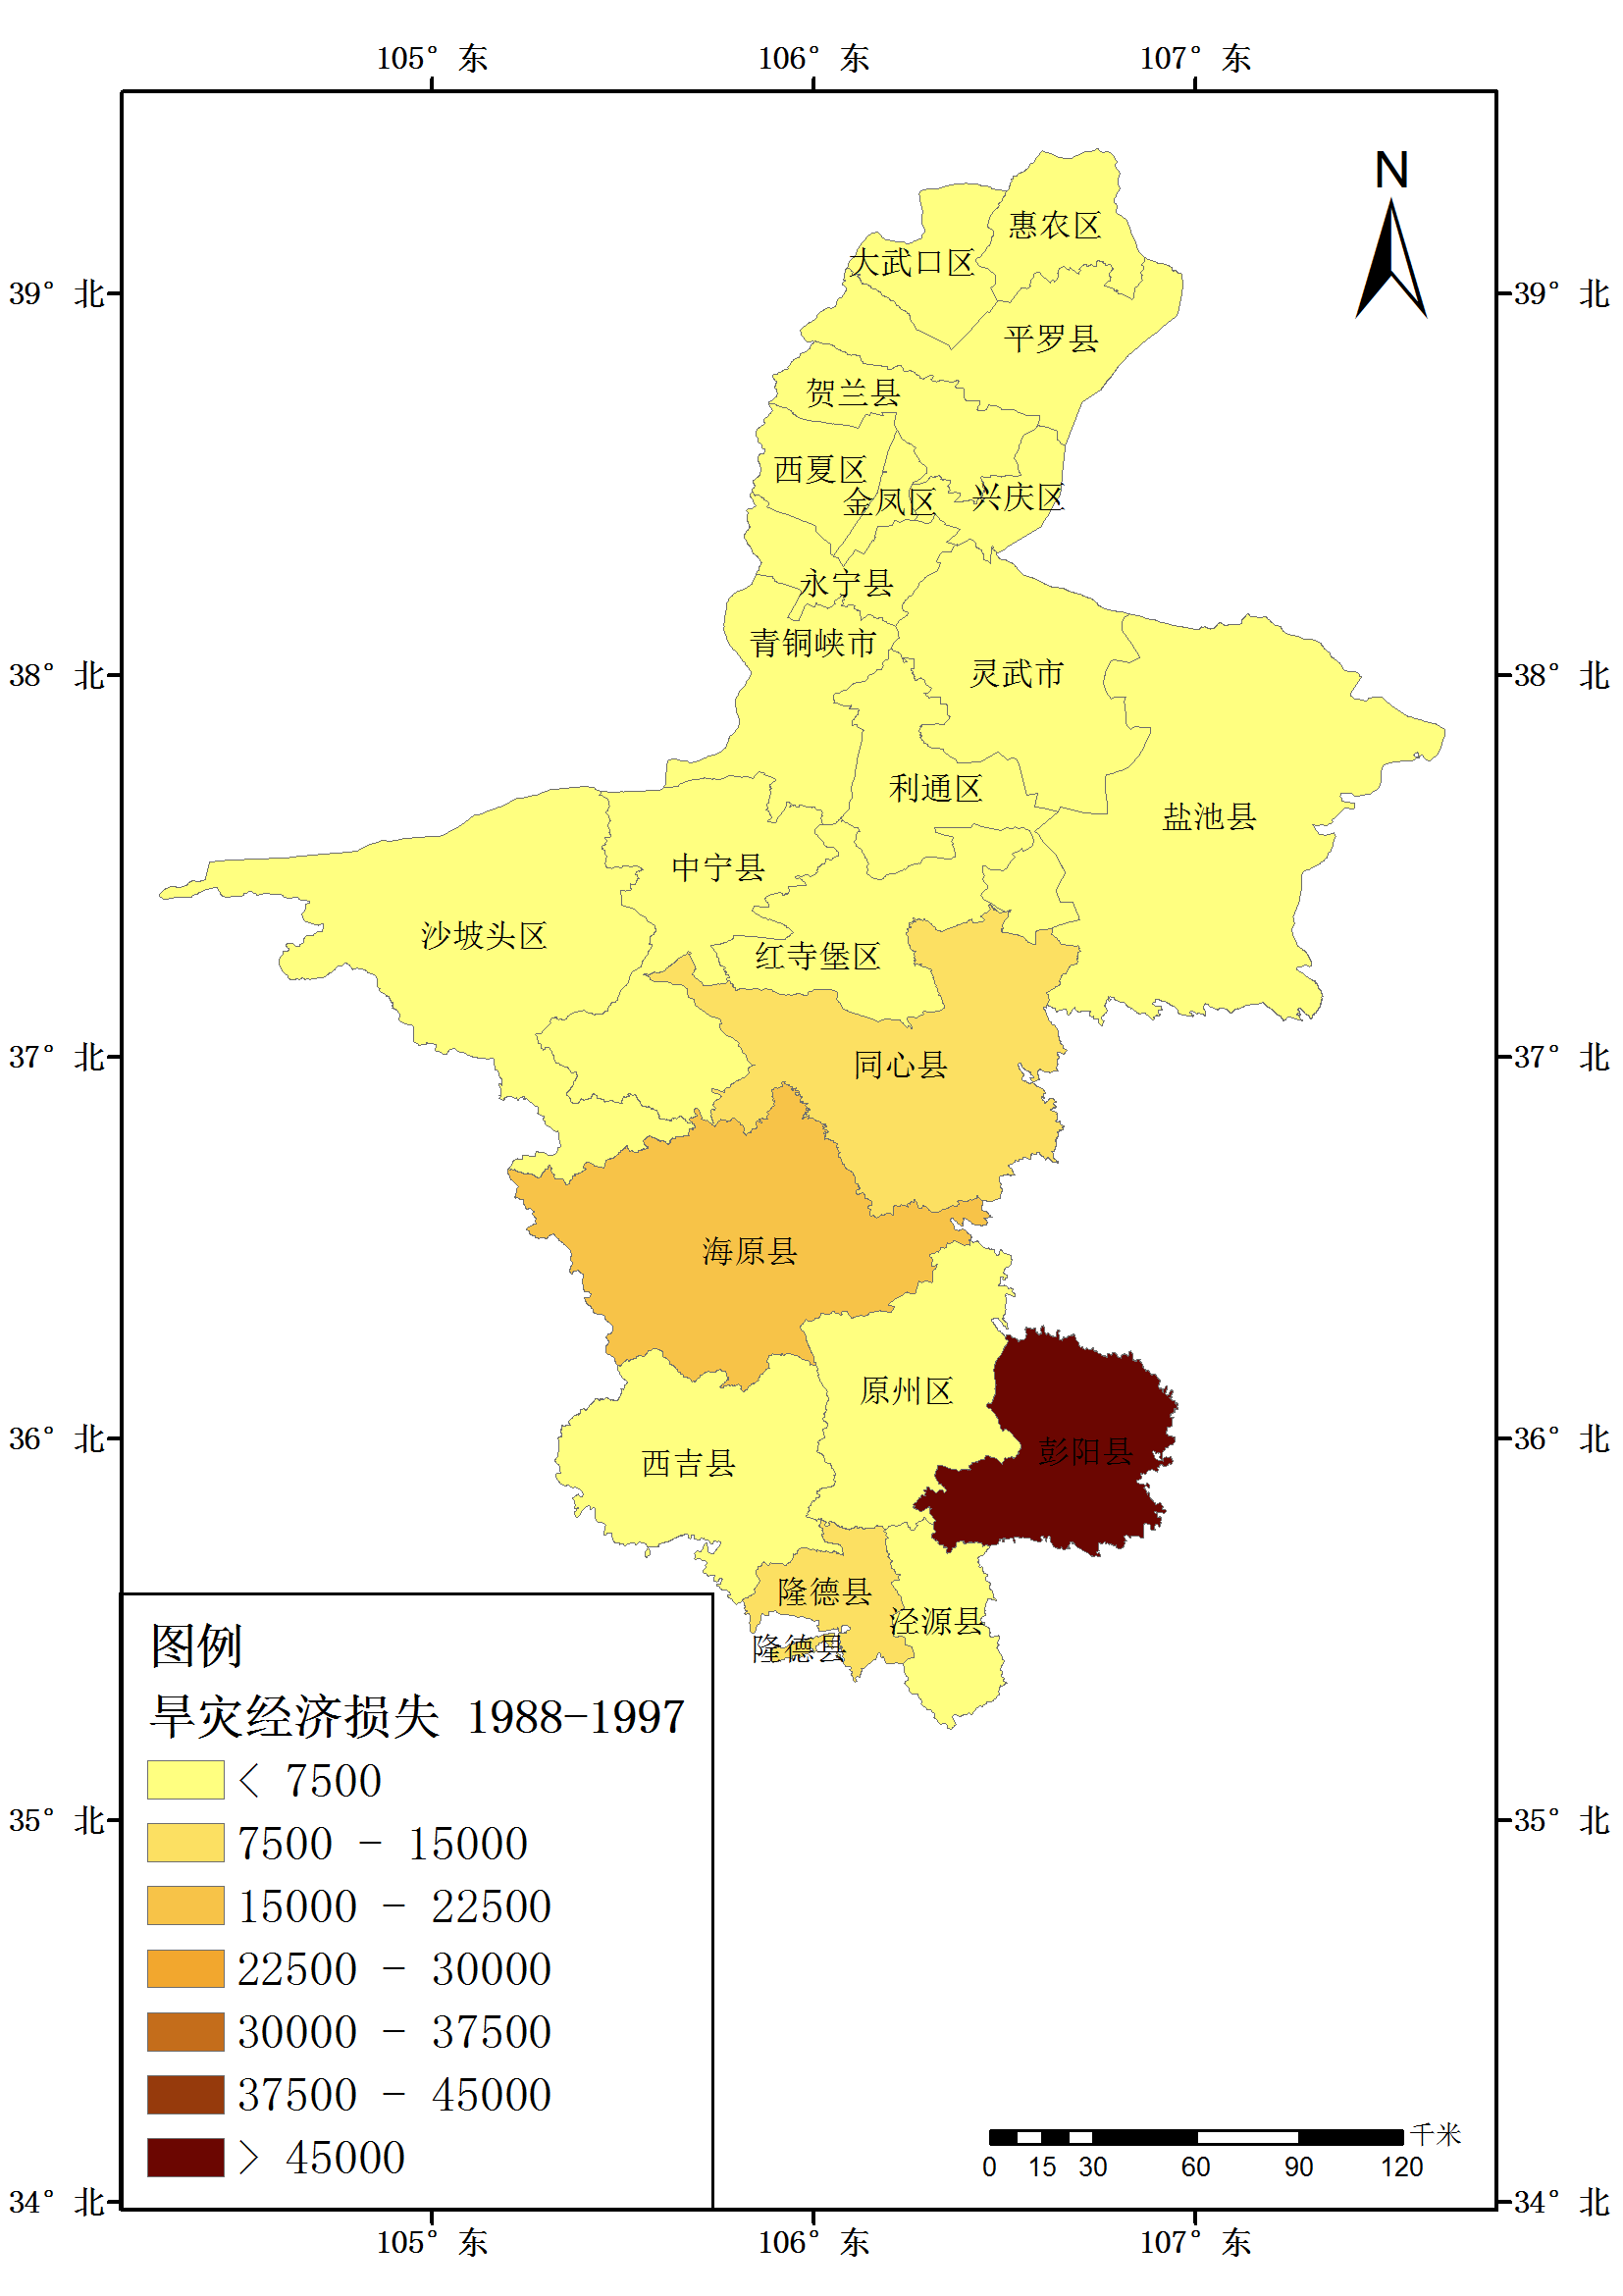 105° 东 106° 东 107° 东
N
惠农区
大武口区
39° 北 39° 北
平罗县
贺兰县
西夏区
金凤区 兴庆区
永宁县
青铜峡市
38° 北 灵武市 38° 北
利通区
盐池县
中宁县
沙坡头区
红寺堡区
37° 北 同心县 37° 北
海原县
原州区
36° 北 彭阳县 36° 北
西吉县
隆德县
泾源县
隆德县
图例
旱灾经济损失 1988-1997
< 7500
7500 - 15000
35° 北 35° 北
15000 - 22500
22500 - 30000
30000 - 37500
37500 - 45000
> 45000
千米
0 15 30 60 90 120
34° 北 34° 北
105° 东 106° 东 107° 东